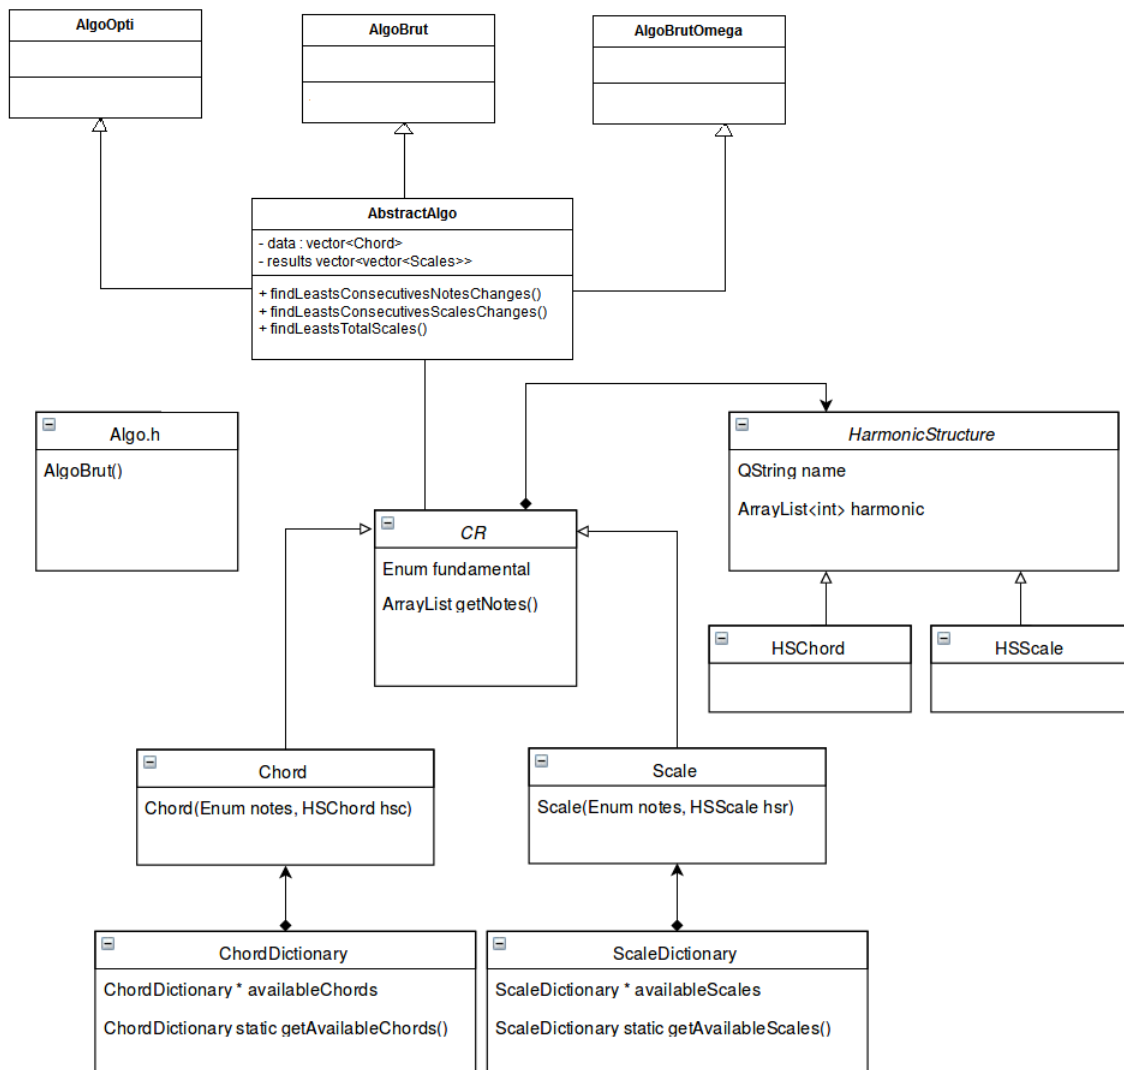 AlgoOpti
AlgoBrut
AlgoBrutOmega
AbstractAlgo
- data : vector<Chord>
- results vector<vector<Scales>>
+ findLeastsConsecutivesNotesChanges()
+ findLeastsConsecutivesScalesChanges()
+ findLeastsTotalScales()
Algo.h
AlgoBrut()
HarmonicStructure
QString name
ArrayList<int> harmonic
CR
Enum fundamental
ArrayList getNotes()
HSChord
HSScale
Chord
Chord(Enum notes, HSChord hsc)
Scale
Scale(Enum notes, HSScale hsr)
ChordDictionary
ChordDictionary * availableChords
ChordDictionary static getAvailableChords()
ScaleDictionary
ScaleDictionary * availableScales
ScaleDictionary static getAvailableScales()